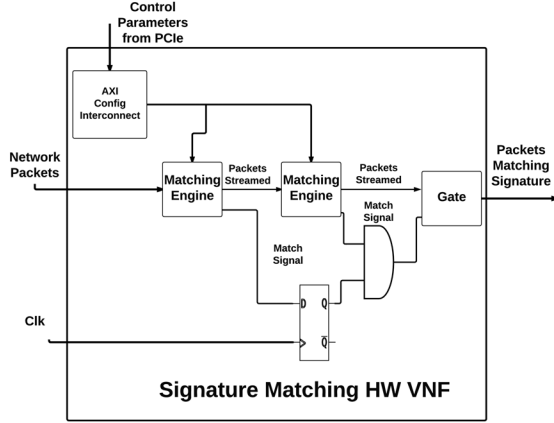 Control
Parameters
from PCIe
AXI
Config
Interconnect
Network
Packets
Matching
Engine
Packets
Streamed
Matching
Engine
Packets
Streamed
Gate
Packets
Matching
Signature
Match
Signal
Match
Signal
D Q
Clk
> Q̅
Signature Matching HW VNF